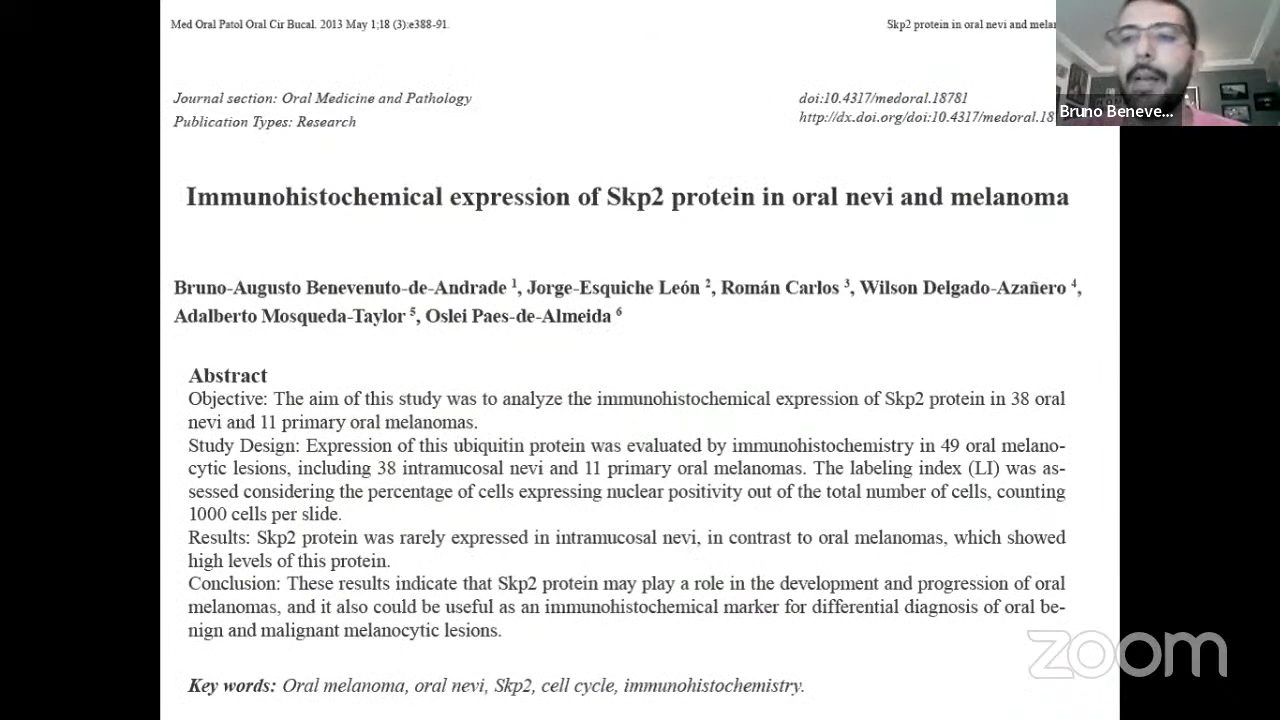 Med Oral Patol Oral Cir Bucal. 2013 May 1;18 (3):e388-91.
Skp2 protein in oral nevi and
Journal section: Oral Medicine and Pathology
Publication Types: Research
doi:10.4317/medoral.18781
http://dx.doi.org/doi:10.4317/medoral.18
Bruno Beneve...
Immunohistochemical expression of Skp2 protein in oral nevi and melanoma
Bruno-Augusto Benevenuto-de-Andrade 1, Jorge-Esquiche León 2, Román Carlos 3, Wilson Delgado-Azañero 4,
Adalberto Mosqueda-Taylor 5, Oslei Paes-de-Almeida 6
Abstract
Objective: The aim of this study was to analyze the immunohistochemical expression of Skp2 protein in 38 oral
nevi and 11 primary oral melanomas.
Study Design: Expression of this ubiquitin protein was evaluated by immunohistochemistry in 49 oral melano-
cytic lesions, including 38 intramucosal nevi and 11 primary oral melanomas. The labeling index (LI) was as-
sessed considering the percentage of cells expressing nuclear positivity out of the total number of cells, counting
1000 cells per slide.
Results: Skp2 protein was rarely expressed in intramucosal nevi, in contrast to oral melanomas, which showed
high levels of this protein.
Conclusion: These results indicate that Skp2 protein may play a role in the development and progression of oral
melanomas, and it also could be useful as an immunohistochemical marker for differential diagnosis of oral be-
nign and malignant melanocytic lesions.
Key words: Oral melanoma, oral nevi, Skp2, cell cycle, immunohistochemistry.
zoom